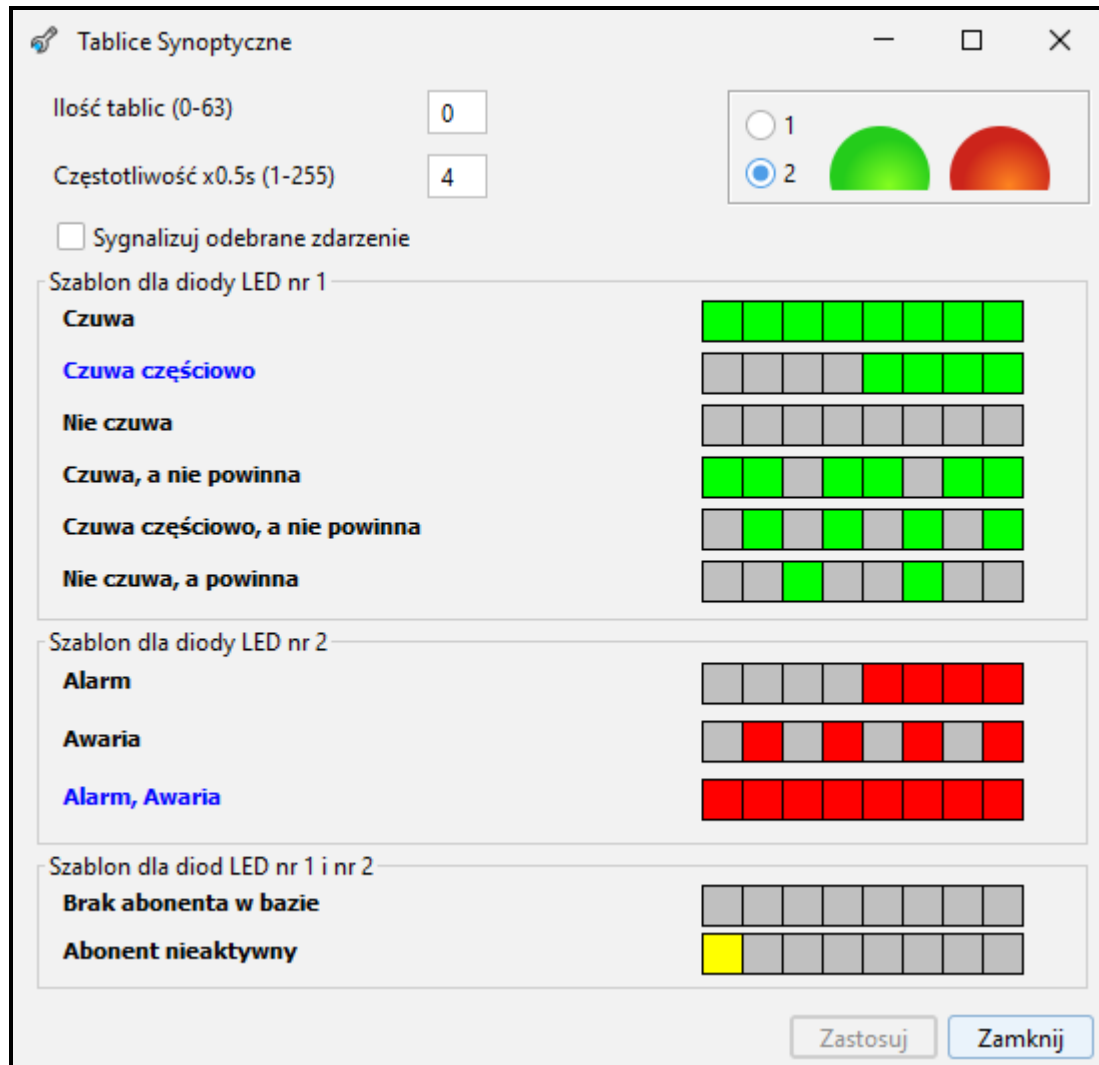 Tablice Synoptyczne
Ilość tablic (0-63) 0
1
Częstotliwość x0.5s (1-255) 4
2
Sygnalizuj odebrane zdarzenie
Szablon dla diody LED nr 1
Czuwa
Czuwa częściowo
Nie czuwa
Czuwa, a nie powinna
Czuwa częściowo, a nie powinna
Nie czuwa, a powinna
Szablon dla diody LED nr 2
Alarm
Awaria
Alarm, Awaria
Szablon dla diod LED nr 1 i nr 2
Brak abonenta w bazie
Abonent nieaktywny
Zastosuj Zamknij